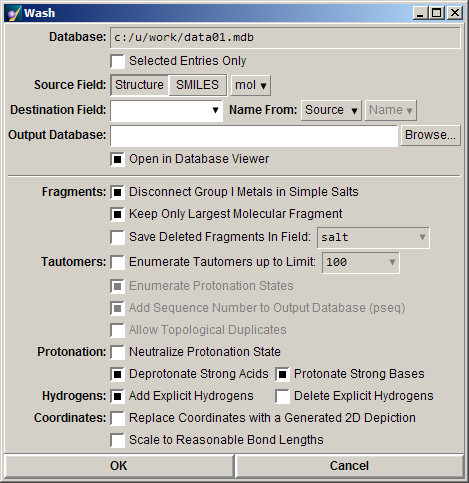 Wash
Database: c:/u/work/data01.mdb
Selected Entries Only
Source Field: Structure SMILES mol
Destination Field: Name From: Source Name
Output Database: Browse...
Open in Database Viewer
Fragments: Disconnect Group I Metals in Simple Salts
Keep Only Largest Molecular Fragment
Save Deleted Fragments In Field: salt
Tautomers: Enumerate Tautomers up to Limit: 100
Enumerate Protonation States
Add Sequence Number to Output Database (pseq)
Allow Topological Duplicates
Protonation: Neutralize Protonation State
Deprotonate Strong Acids Protonate Strong Bases
Hydrogens: Add Explicit Hydrogens Delete Explicit Hydrogens
Coordinates: Replace Coordinates with a Generated 2D Depiction
Scale to Reasonable Bond Lengths
OK Cancel